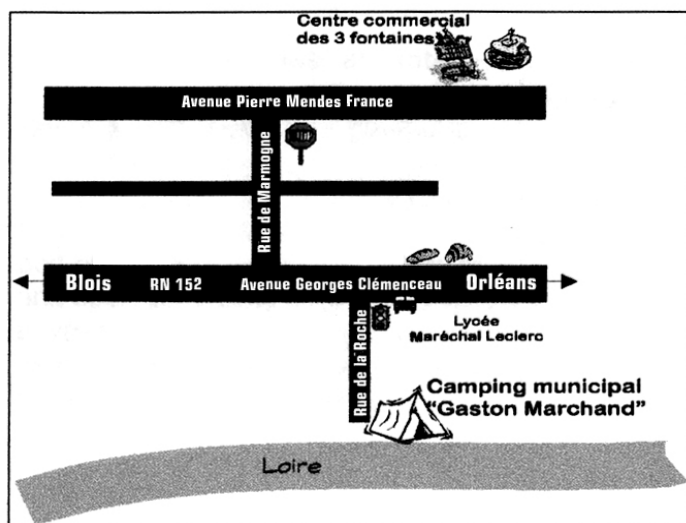 Centre commercial
des 3 fontaines
Avenue Pierre Mendes France
Rue de Marmogne
Blois RN 152 Avenue Georges Clémenceau Orléans
Rue de la Roche
Lycée
Maréchal Leclerc
Camping municipal
"Gaston Marchand"
Loire